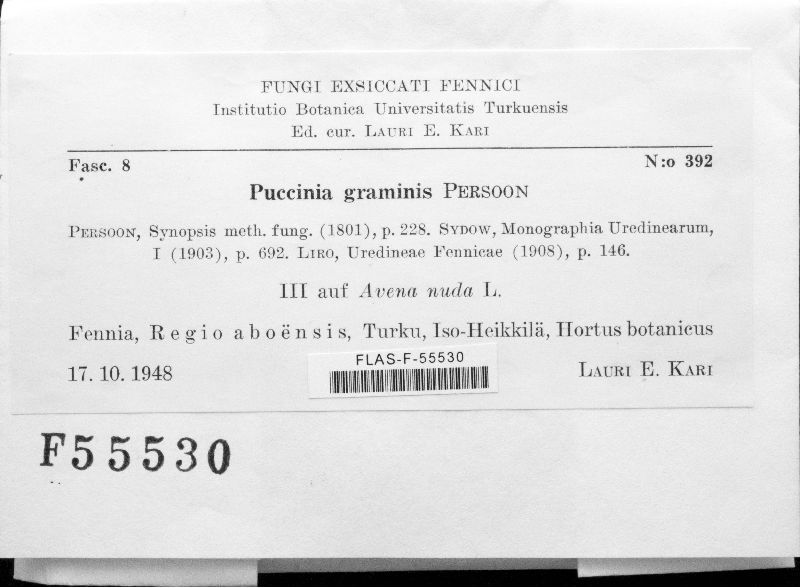 FUNGI EXSICCATI FENNICI
Institutio Botanica Universitatis Turkuensis
Ed. cur. LAURI E. KARI
Fasc. 8 N:o 392
Puccinia graminis PERSOON
PERSOON, Synopsis meth. fung. (1801), p. 228. SYDOW, Monographia Uredinearum,
I (1903), p. 692. LIRO, Uredineae Fennicae (1908), p. 146.
III auf Avena nuda L.
Fennia, Regio aboënsis, Turku, Iso-Heikkilä, Hortus botanicus
17. 10. 1948 LAURI E. KARI
FLAS-F-55530
F55530